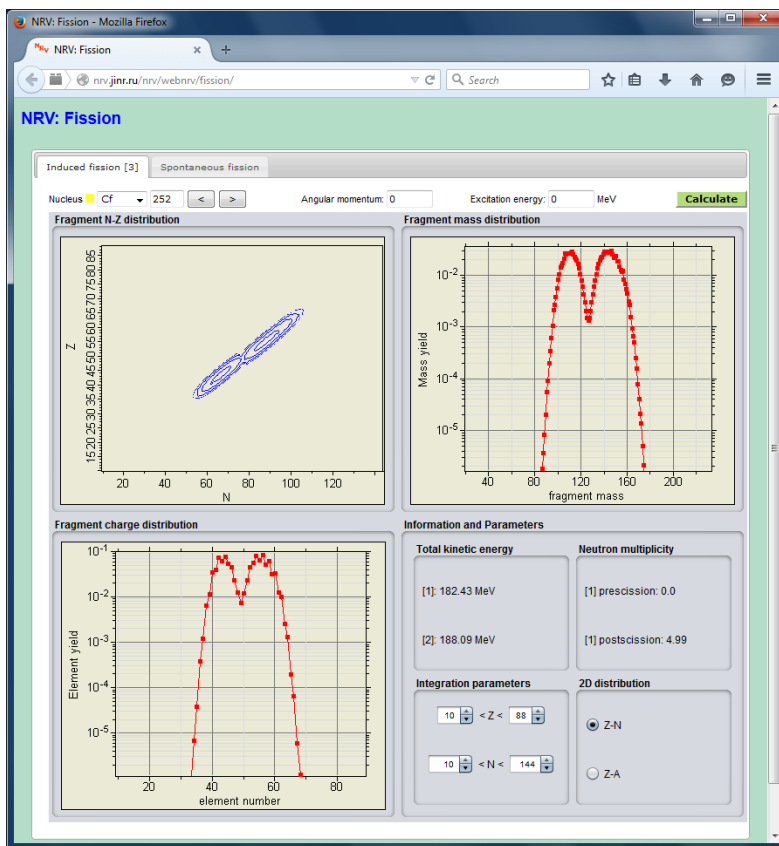 NRV: Fission - Mozilla Firefox
NRV NRV: Fission × +
nrv.jinr.ru/nrv/webnrv/fission/ Search
NRV: Fission
Induced fission [3] Spontaneous fission
Nucleus Cf 252 < > Angular momentum: 0 Excitation energy: 0 MeV Calculate
Fragment N-Z distribution
Z
15 20 25 30 35 40 45 50 55 60 65 70 75 80 85
20 40 60 80 100 120
N
Fragment mass distribution
Mass yield
10-2
10-3
10-4
10-5
40 80 120 160 200
fragment mass
Fragment charge distribution
Element yield
10-1
10-2
10-3
10-4
10-5
20 40 60 80
element number
Information and Parameters
Total kinetic energy
[1]: 182.43 MeV
[2]: 188.09 MeV
Neutron multiplicity
[1] prescission: 0.0
[1] postscission: 4.99
Integration parameters
10 < Z < 88
10 < N < 144
2D distribution
Z-N
Z-A